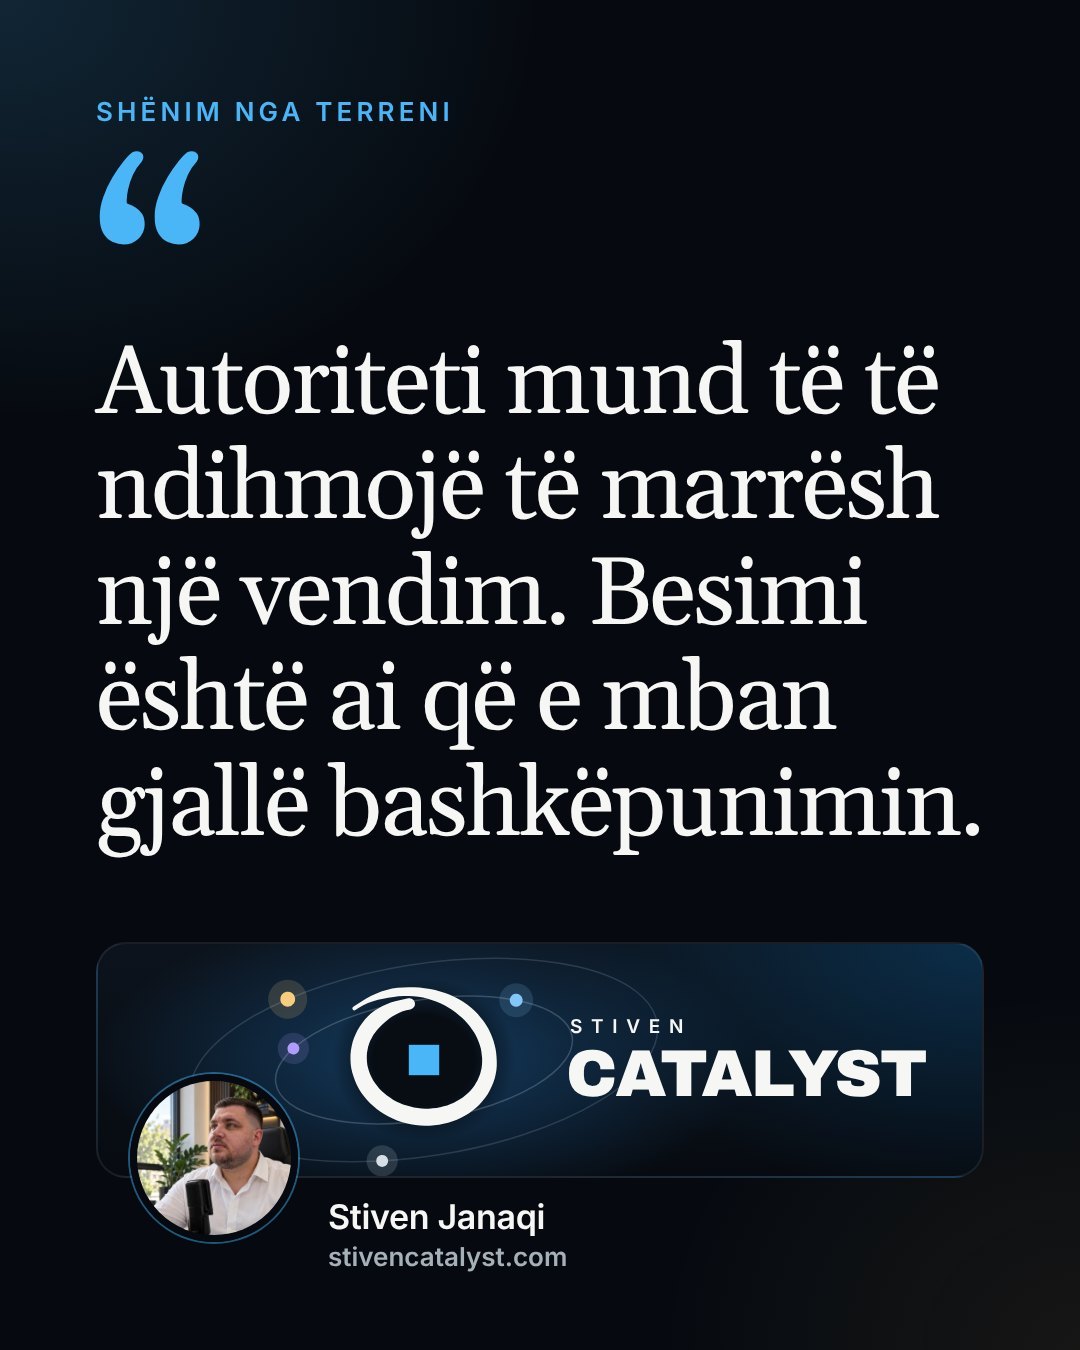 SHËNIM NGA TERRENI
“
Autoriteti mund të të
ndihmojë të marrësh
një vendim. Besimi
është ai që e mban
gjallë bashkëpunimin.
STIVEN
CATALYST
Stiven Janaqi
stivencatalyst.com